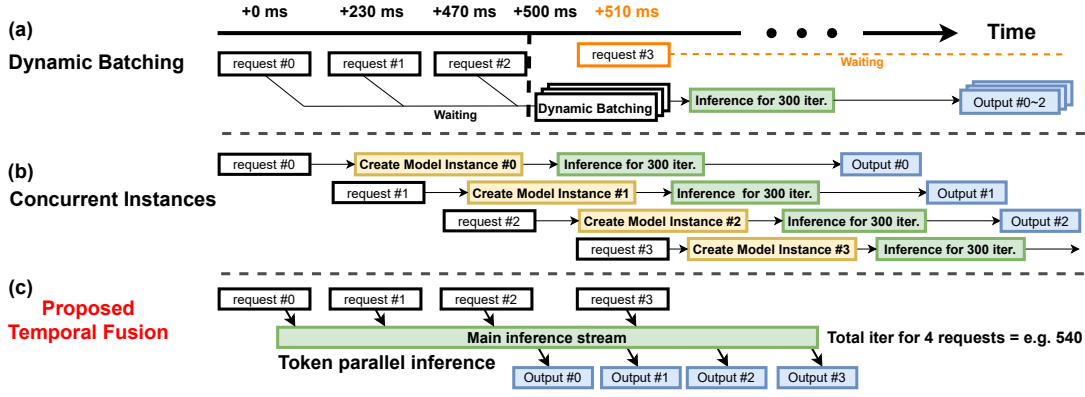 +0 ms +230 ms +470 ms +500 ms +510 ms
(a)
Dynamic Batching
Time
request #0 request #1 request #2 request #3
Waiting
Waiting
Dynamic Batching Inference for 300 iter. Output #0~2
(b)
Concurrent Instances
request #0 Create Model Instance #0 Inference for 300 iter. Output #0
request #1 Create Model Instance #1 Inference for 300 iter. Output #1
request #2 Create Model Instance #2 Inference for 300 iter. Output #2
request #3 Create Model Instance #3 Inference for 300 iter.
(c)
Proposed
Temporal Fusion
request #0 request #1 request #2 request #3
Main inference stream Total iter for 4 requests = e.g. 540
Token parallel inference
Output #0 Output #1 Output #2 Output #3